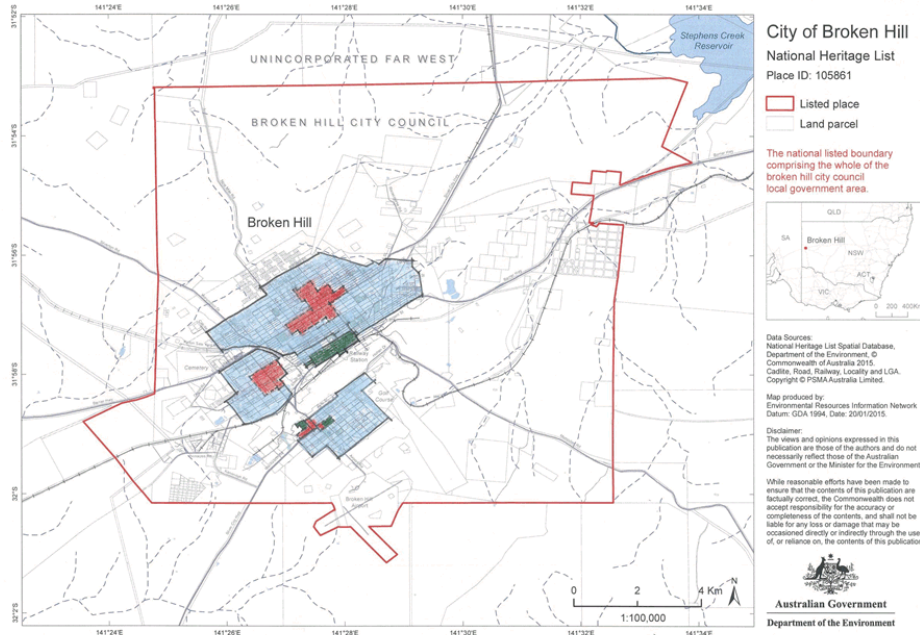 141°24'E 141°26'E 141°28'E 141°30'E 141°32'E 141°34'E
31°52'S
Stephens Creek
Reservoir
UNINCORPORATED FAR WEST
BROKEN HILL CITY COUNCIL
31°54'S
Broken Hill
31°56'S
Railway
Station
Cemetery
31°58'S
Golf
Course
Broken Hill
Airport
32°S
32°2'S
0 2 4 Km
N
1:100,000
141°24'E 141°26'E 141°28'E 141°30'E 141°32'E 141°34'E
City of Broken Hill
National Heritage List
Place ID: 105861
Listed place
Land parcel
The national listed boundary
comprising the whole of the
broken hill city council
local government area.
QLD
SA
Broken Hill
NSW
ACT
VIC
0 200 400Km
Data Sources:
National Heritage List Spatial Database,
Department of the Environment, ©
Commonwealth of Australia 2015.
Cadlite, Road, Railway, Locality and LGA.
Copyright © PSMA Australia Limited.
Map produced by:
Environmental Resources Information Network
Datum: GDA 1994, Date: 20/01/2015.
Disclaimer:
The views and opinions expressed in this
publication are those of the authors and do not
necessarily reflect those of the Australian
Government or the Minister for the Environment
While reasonable efforts have been made to
ensure that the contents of this publication are
factually correct, the Commonwealth does not
accept responsibility for the accuracy or
completeness of the contents, and shall not be
liable for any loss or damage that may be
occasioned directly or indirectly through the use
of, or reliance on, the contents of this publication
Australian Government
Department of the Environment